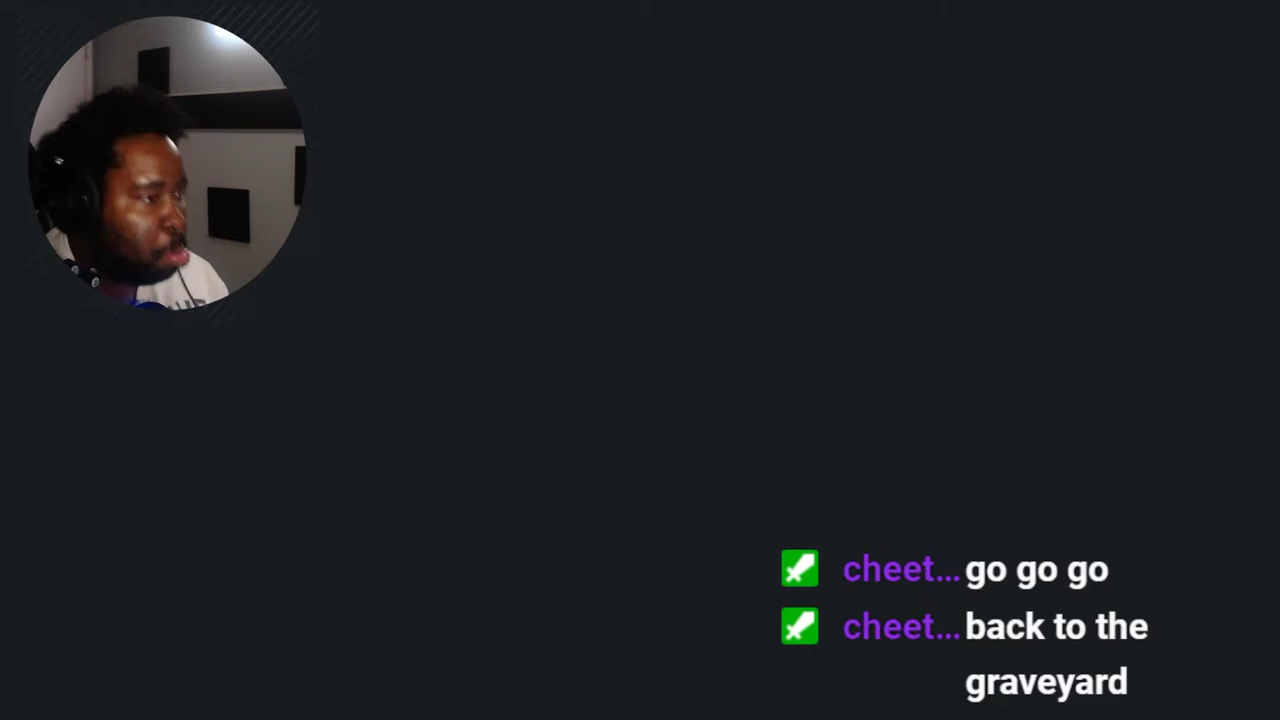 cheet... go go go
cheet... back to the
graveyard